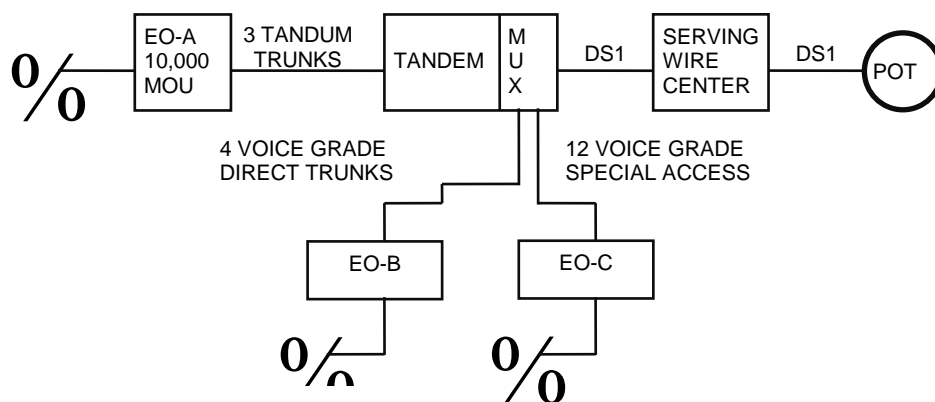 EO-A
10,000
MOU
3 TANDUM
TRUNKS
TANDEM
M
U
X
DS1
SERVING
WIRE
CENTER
DS1
POT
4 VOICE GRADE
DIRECT TRUNKS
12 VOICE GRADE
SPECIAL ACCESS
EO-B
EO-C